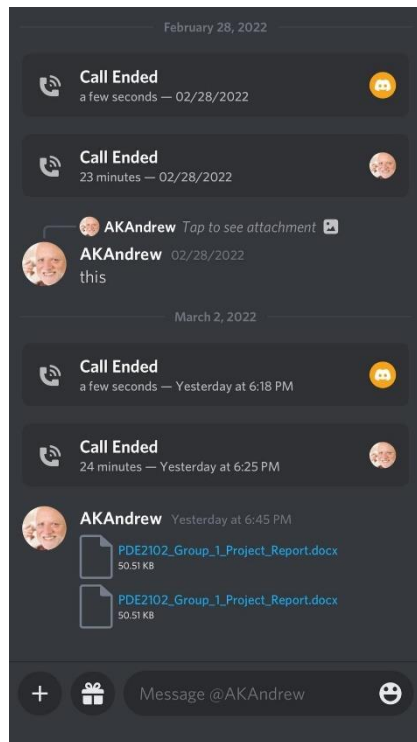 February 28, 2022
Call Ended
a few seconds — 02/28/2022
Call Ended
23 minutes — 02/28/2022
AKAndrew Tap to see attachment
AKAndrew 02/28/2022
this
March 2, 2022
Call Ended
a few seconds — Yesterday at 6:18 PM
Call Ended
24 minutes — Yesterday at 6:25 PM
AKAndrew Yesterday at 6:45 PM
PDE2102_Group_1_Project_Report.docx
50.51 KB
PDE2102_Group_1_Project_Report.docx
50.51 KB
Message @AKAndrew